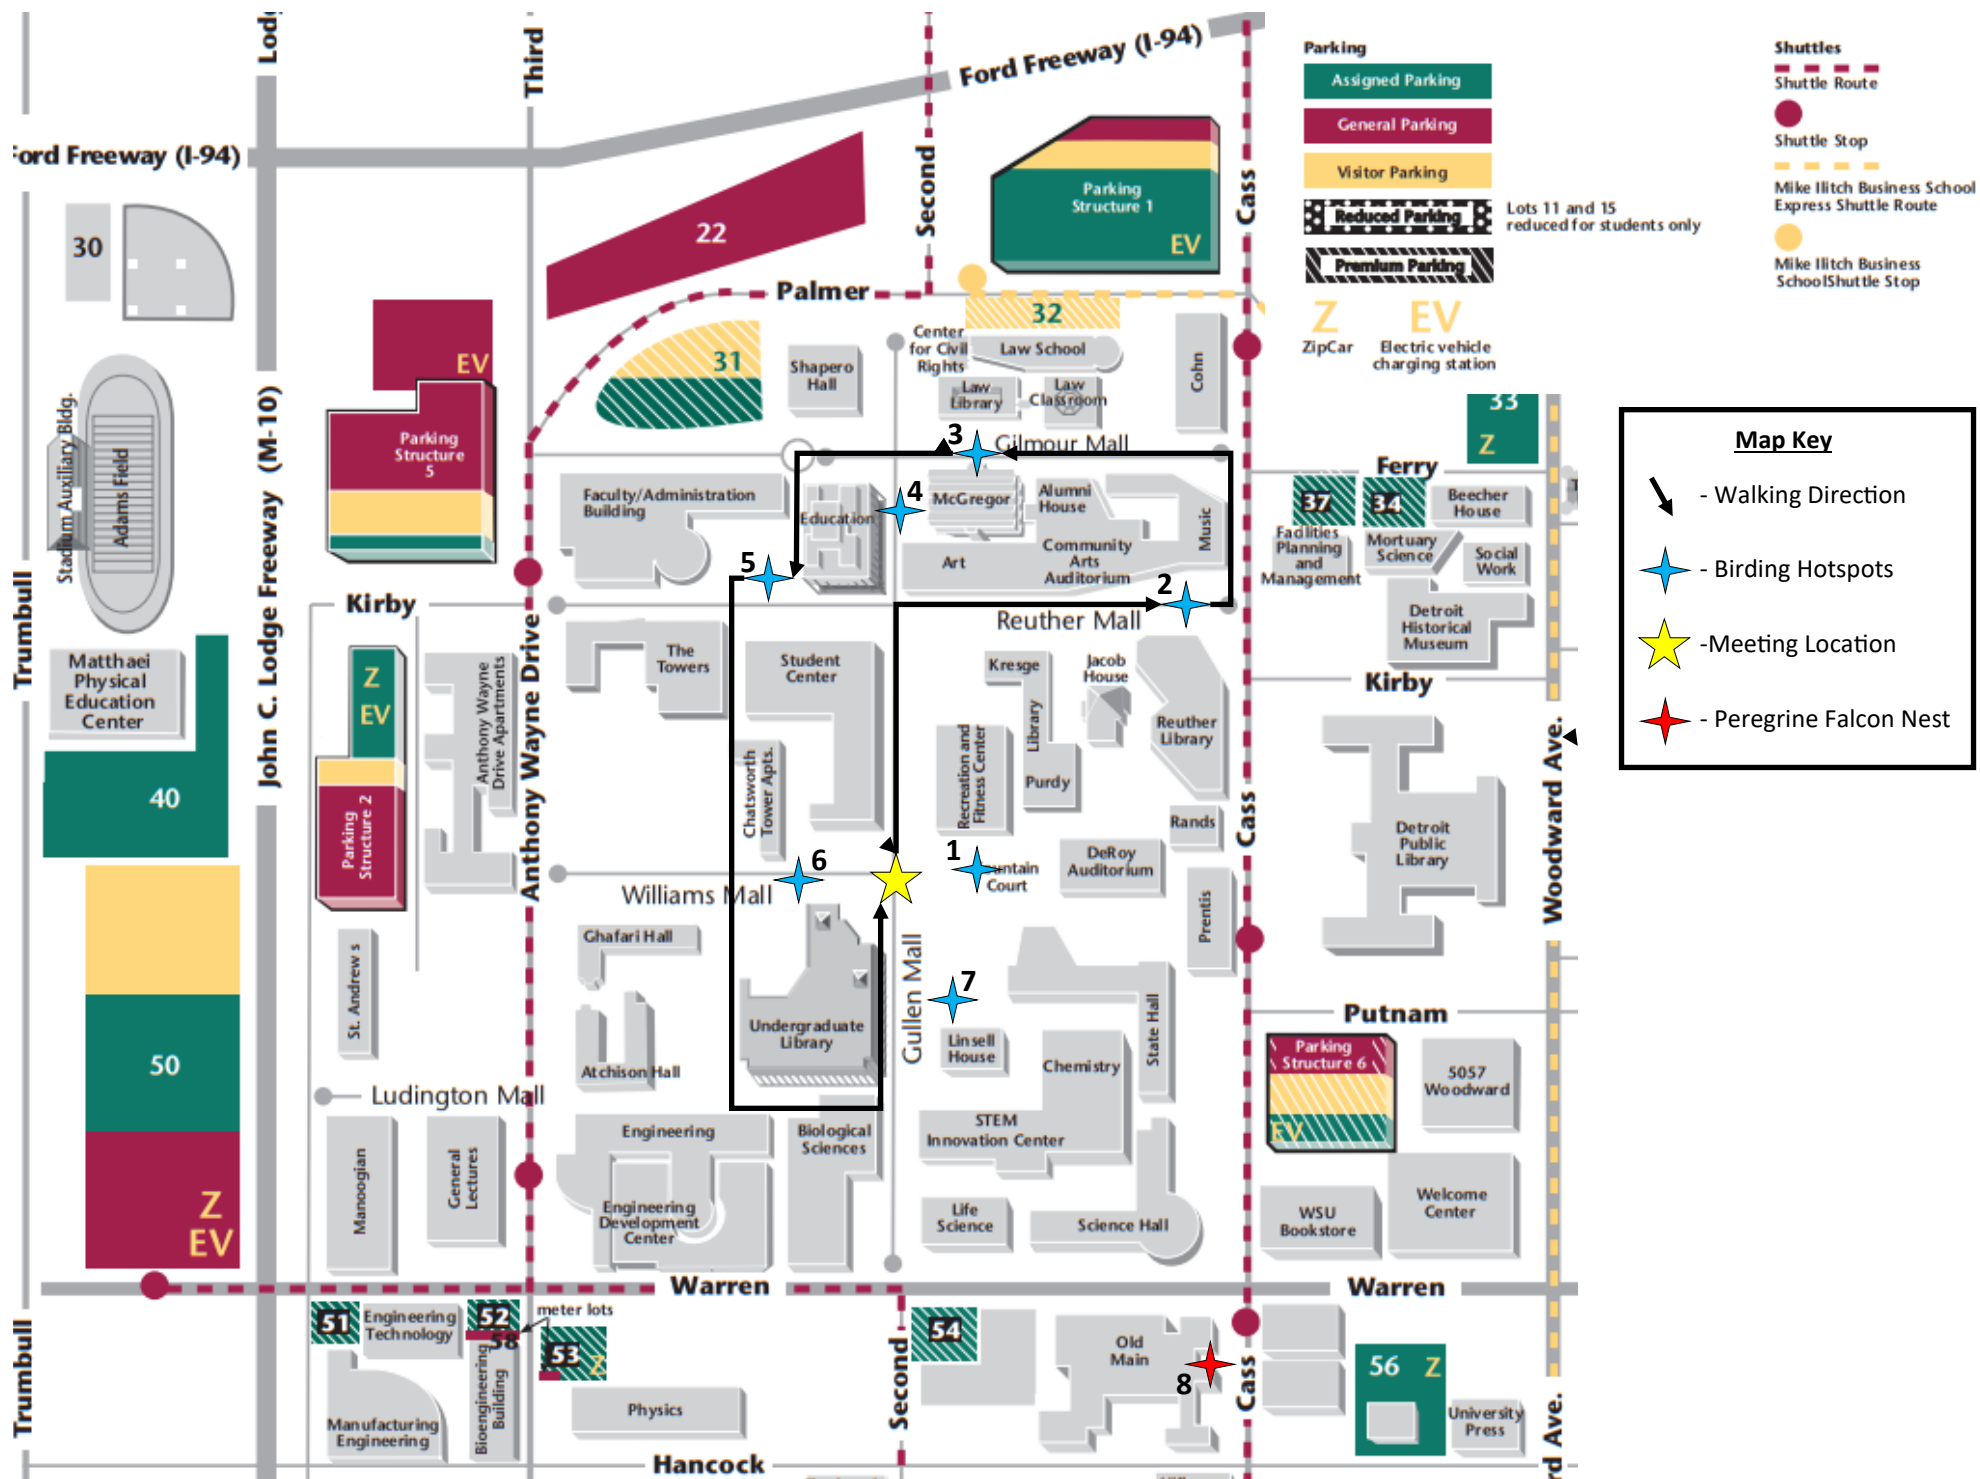 Lodg
Third
Ford Freeway (I-94)
Second
Cass
Ford Freeway (I-94)
30
22
Palmer
Parking
Structure 1
EV
Parking
Assigned Parking
General Parking
Visitor Parking
Reduced Parking
Lots 11 and 15
reduced for students only
Premium Parking
Z
ZipCar
EV
Electric vehicle
charging station
Shuttles
Shuttle Route
Shuttle Stop
Mike Ilitch Business School
Express Shuttle Route
Mike Ilitch Business
SchoolShuttle Stop
Map Key
- Walking Direction
- Birding Hotspots
-Meeting Location
- Peregrine Falcon Nest
EV
Parking
Structure
5
31
Shapero
Hall
Center
for Civil
Rights
32
Law School
Law
Library
Law
Classroom
Cohn
33
Z
Stadium Auxiliary Bldg.
Adams Field
John C. Lodge Freeway (M-10)
3
Gilmour Mall
Ferry
37
34
Beecher
House
Facilities
Planning
and
Management
Mortuary
Science
Social
Work
Detroit
Historical
Museum
Faculty/Administration
Building
Education
4
McGregor
Alumni
House
Music
Art
Community
Arts
Auditorium
5
2
Kirby
Reuther Mall
Kirby
Trumbull
Matthaei
Physical
Education
Center
Z
EV
Parking
Structure 2
Anthony Wayne
Drive Apartments
Anthony Wayne Drive
The
Towers
Student
Center
Chatsworth
Tower Apts.
Kresge
Library
Purdy
Jacob
House
Reuther
Library
Recreation and
Fitness Center
Rands
Cass
Detroit
Public
Library
Woodward Ave.
40
6
1
Court
DeRoy
Auditorium
Prentis
Williams Mall
Ghafari Hall
St. Andrew s
Atchison Hall
Undergraduate
Library
Gullen Mall
7
Linsell
House
Chemistry
State Hall
Putnam
Parking
Structure 6
EV
5057
Woodward
50
Z
EV
Ludington Mall
Manoogian
General
Lectures
Engineering
Engineering
Development
Center
Biological
Sciences
STEM
Innovation Center
Life
Science
Science Hall
WSU
Bookstore
Welcome
Center
Warren
Warren
Trumbull
51
Engineering
Technology
52
58
meter lots
53
Z
Manufacturing
Engineering
Bioengineering
Building
Physics
Second
54
Old
Main
8
Cass
56
Z
University
Press
rd Ave.
Hancock